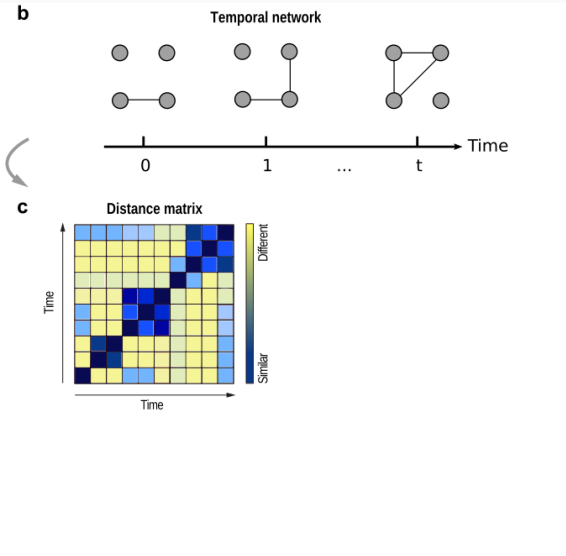 b
Temporal network
Time
0 1 ... t
c
Distance matrix
Different
Similar
Time
Time